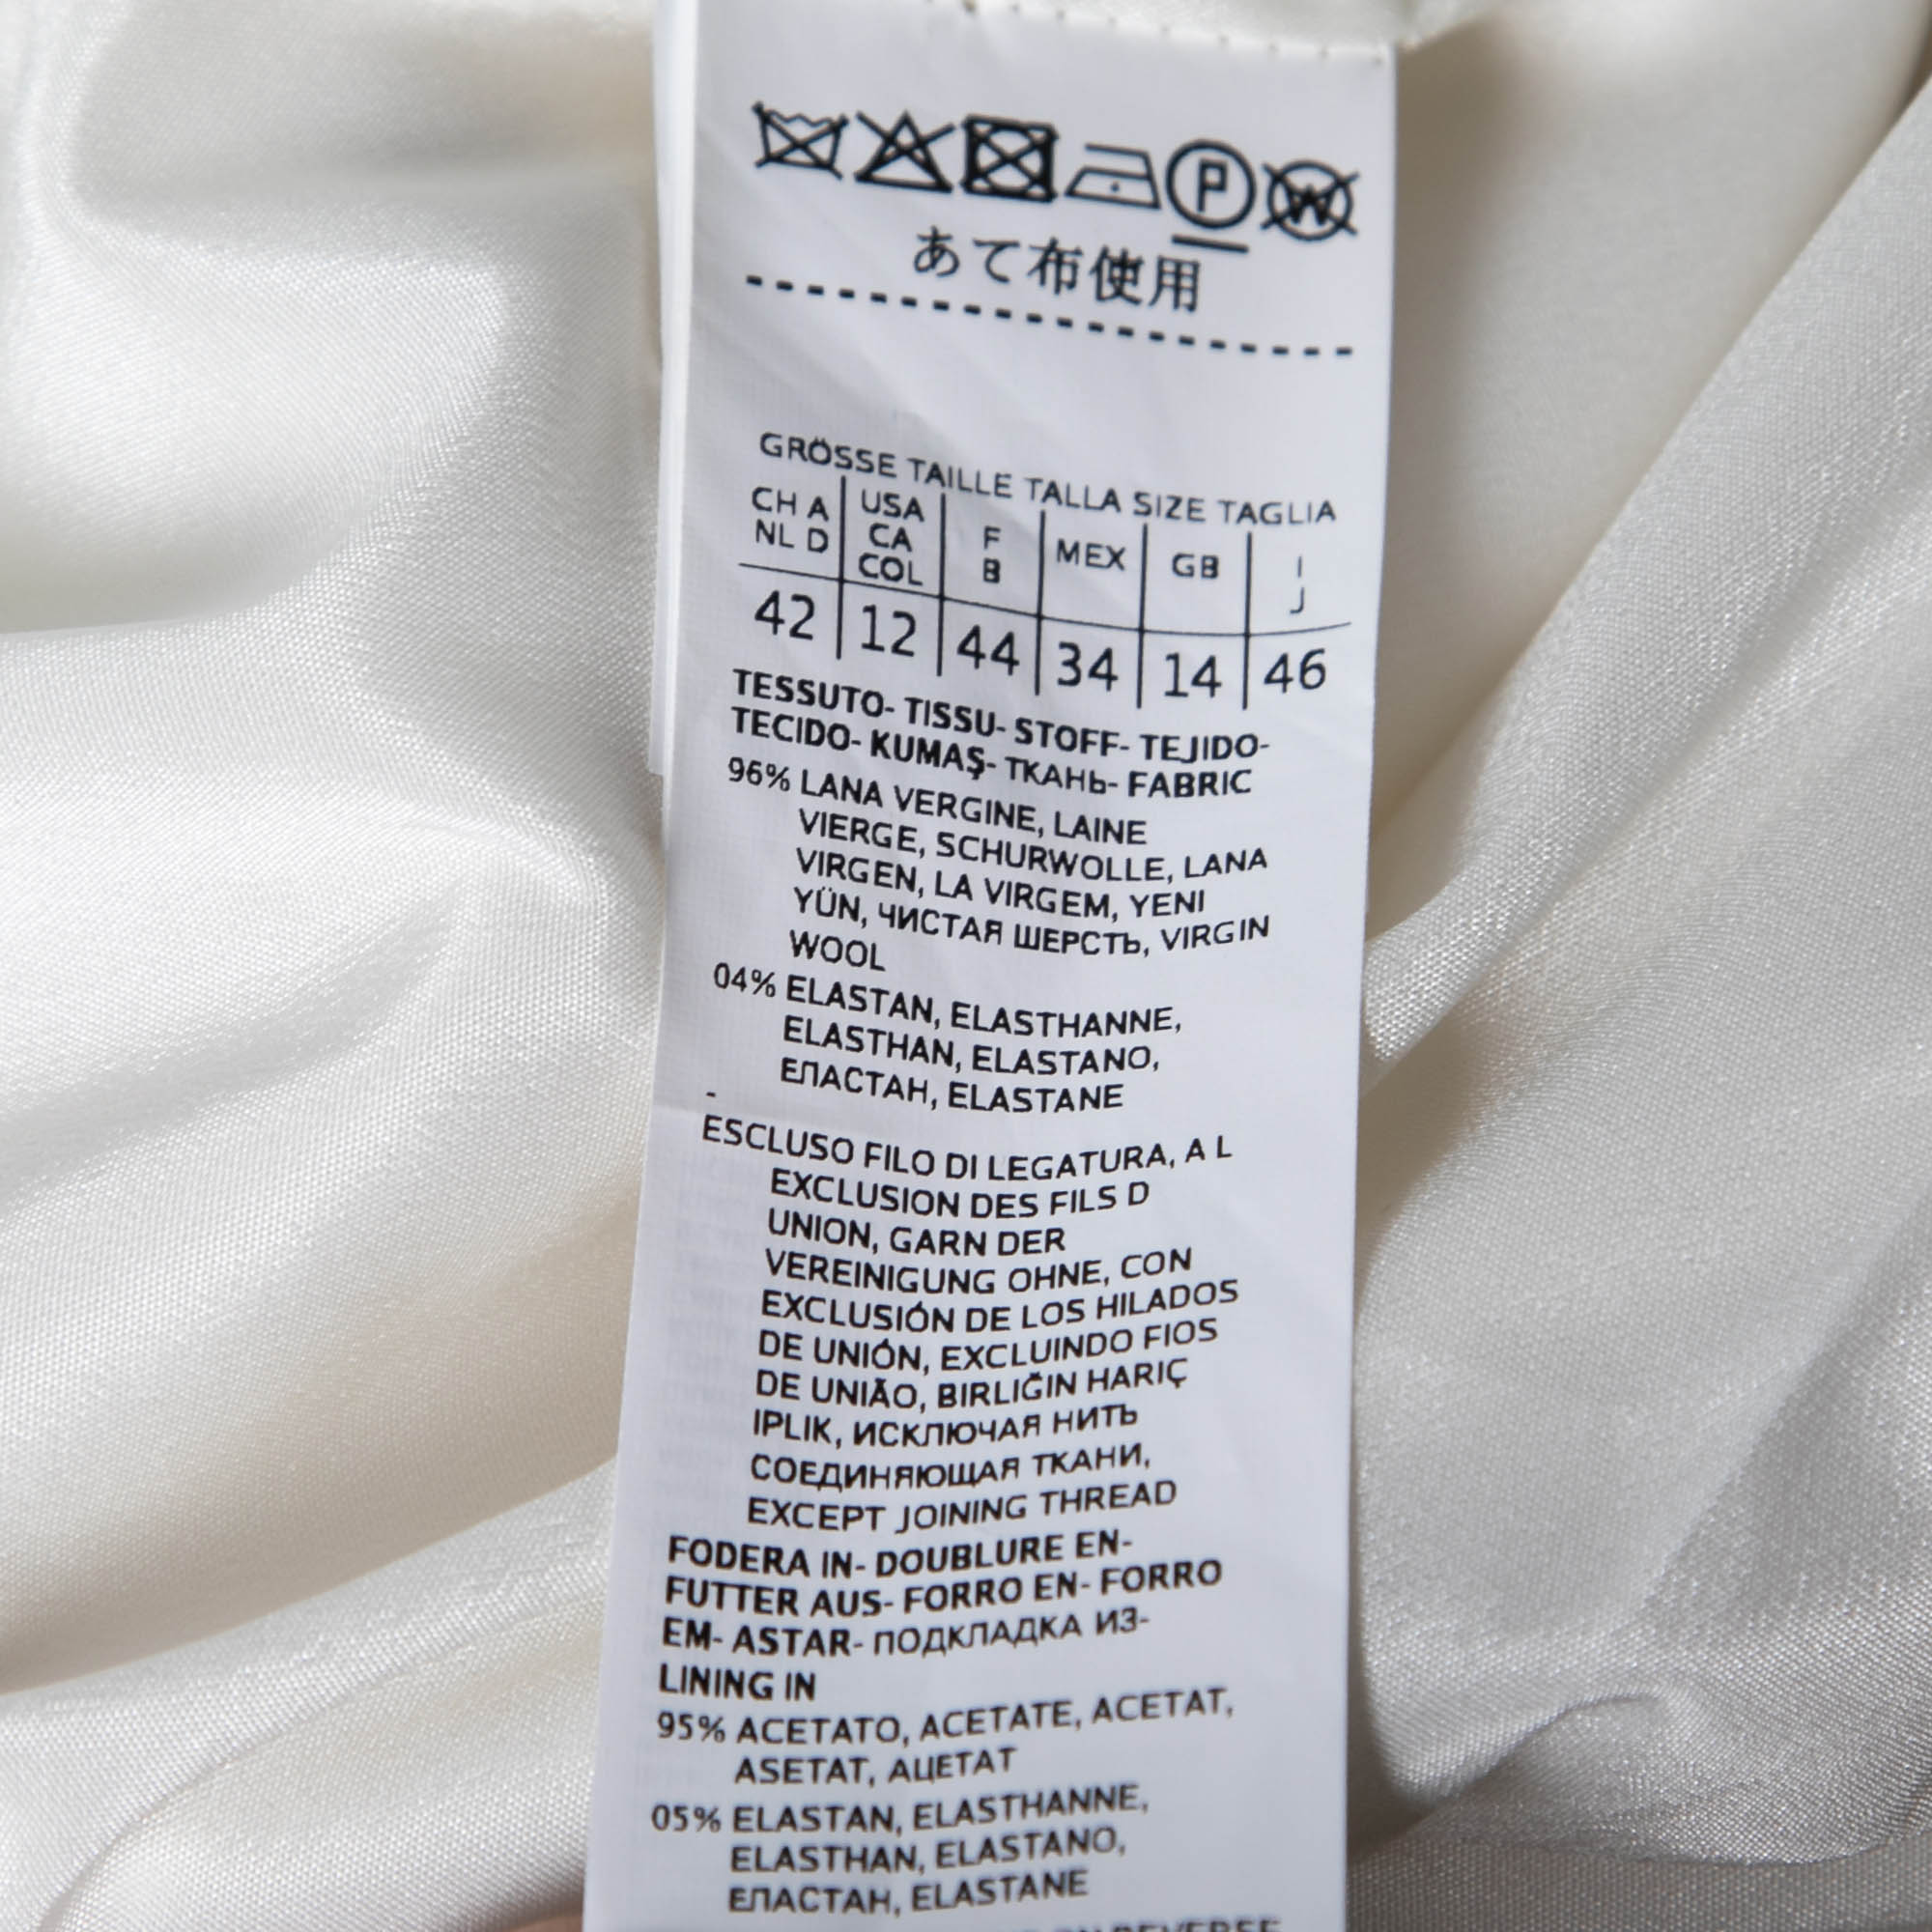 P W
あて布使用
GRÖSSE TAILLE TALLA SIZE TAGLIA
CH A NL D | USA CA COL | F B | MEX | GB | I J
42 | 12 | 44 | 34 | 14 | 46
TESSUTO- TISSU- STOFF- TEJIDO-
TECIDO- KUMAŞ- ТКАНЬ- FABRIC
96% LANA VERGINE, LAINE
VIERGE, SCHURWOLLE, LANA
VIRGEN, LA VIRGEM, YENI
YÜN, ЧИСТАЯ ШЕРСТЬ, VIRGIN
WOOL
04% ELASTAN, ELASTHANNE,
ELASTHAN, ELASTANO,
ЕПАСТАН, ELASTANE
-
ESCLUSO FILO DI LEGATURA, A L
EXCLUSION DES FILS D
UNION, GARN DER
VEREINIGUNG OHNE, CON
EXCLUSIÓN DE LOS HILADOS
DE UNIÓN, EXCLUINDO FIOS
DE UNIÃO, BIRLIĞIN HARIÇ
IPLIK, ИСКЛЮЧАЯ НИТЬ
СОЕДИНЯЮЩАЯ ТКАНИ,
EXCEPT JOINING THREAD
FODERA IN- DOUBLURE EN-
FUTTER AUS- FORRO EN- FORRO
EM- ASTAR- ПОДКЛАДКА ИЗ-
LINING IN
95% ACETATO, ACETATE, ACETAT,
ASETAT, АЦЕТАТ
05% ELASTAN, ELASTHANNE,
ELASTHAN, ELASTANO,
ЕПАСТАН, ELASTANE
REVERSE